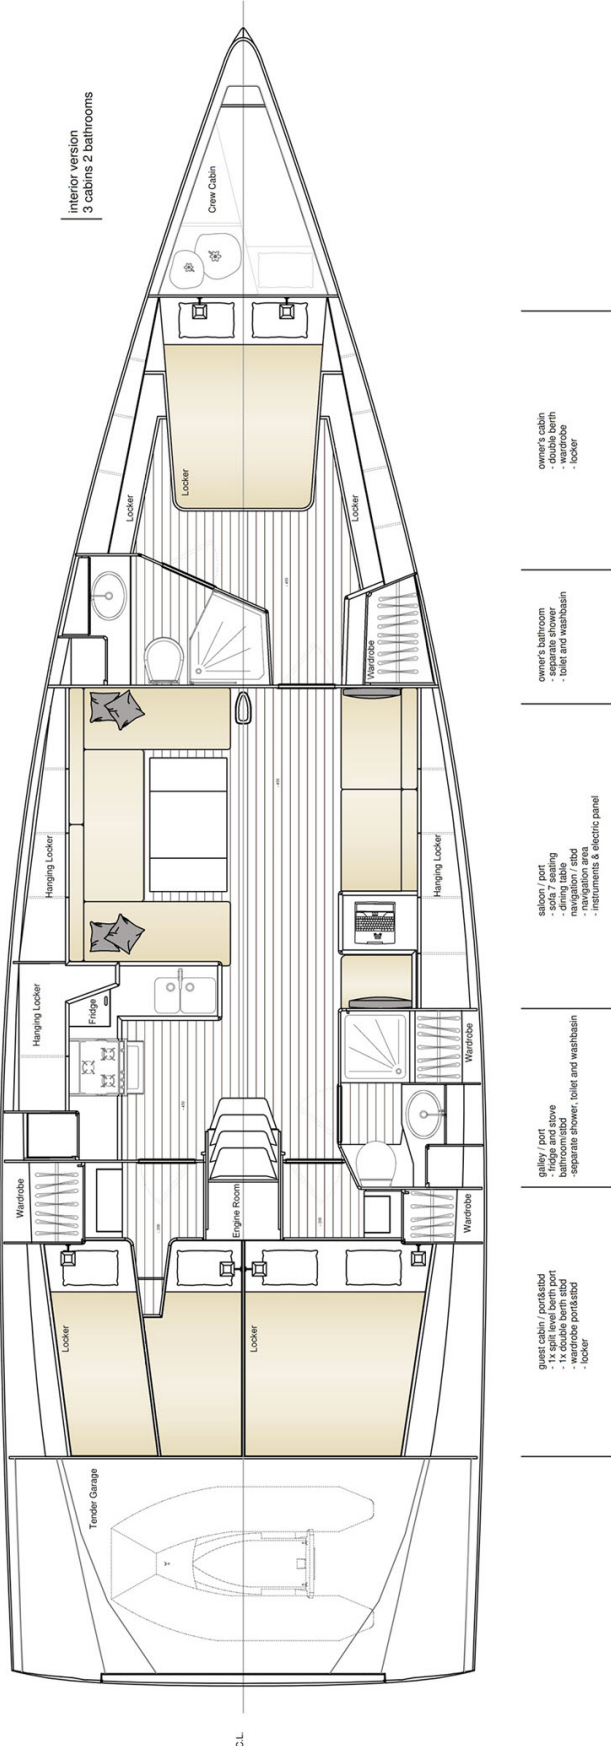 interior version
3 cabins 2 bathrooms
Crew Cabin
Locker
Locker
Locker
owner's cabin
- double berth
- wardrobe
- locker
Wardrobe
owner's bathroom
- separate shower
- toilet and washbasin
Hanging Locker
Hanging Locker
saloon / port
- sofa 7 seating
- dining table
navigation / stbd
- navigation area
- instruments & electric panel
Hanging Locker
Fridge
Wardrobe
galley / port
- fridge and stove
bathroom/stbd
-separate shower, toilet and washbasin
Wardrobe
Engine Room
Wardrobe
Locker
Locker
guest cabin / port&stbd
- 1x split level berth port
- 1x double berth stbd
- wardrobe port&stbd
- locker
Tender Garage
C.L.